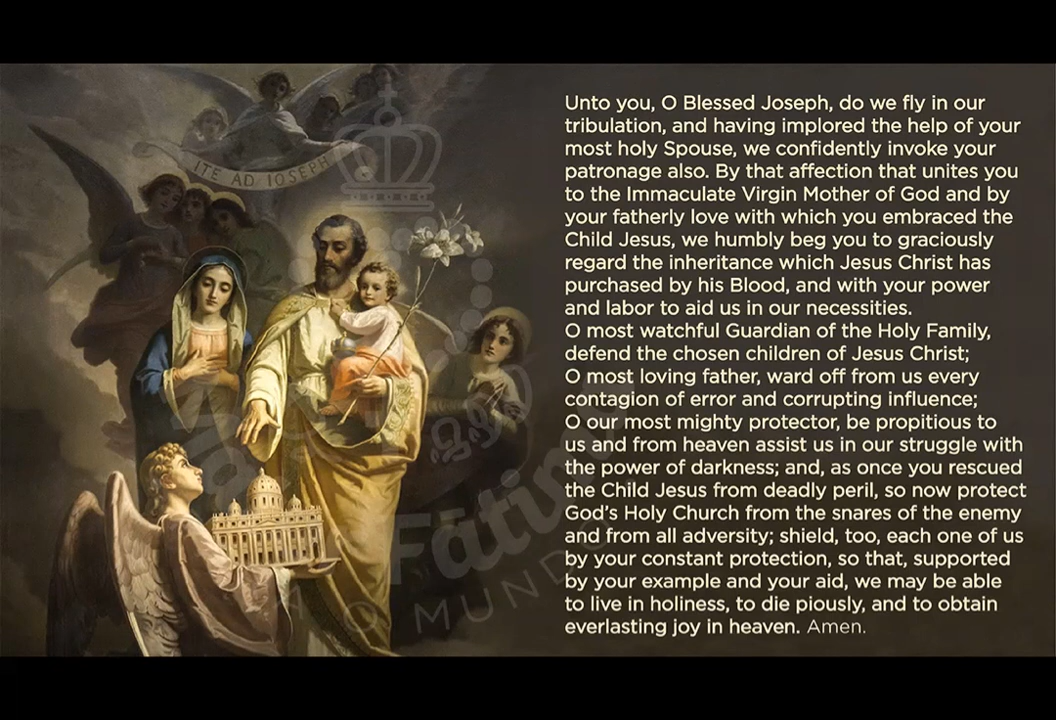 ITE AD IOSEPH
Unto you, O Blessed Joseph, do we fly in our
tribulation, and having implored the help of your
most holy Spouse, we confidently invoke your
patronage also. By that affection that unites you
to the Immaculate Virgin Mother of God and by
your fatherly love with which you embraced the
Child Jesus, we humbly beg you to graciously
regard the inheritance which Jesus Christ has
purchased by his Blood, and with your power
and labor to aid us in our necessities.
O most watchful Guardian of the Holy Family,
defend the chosen children of Jesus Christ;
O most loving father, ward off from us every
contagion of error and corrupting influence;
O our most mighty protector, be propitious to
us and from heaven assist us in our struggle with
the power of darkness; and, as once you rescued
the Child Jesus from deadly peril, so now protect
God's Holy Church from the snares of the enemy
and from all adversity; shield, too, each one of us
by your constant protection, so that, supported
by your example and your aid, we may be able
to live in holiness, to die piously, and to obtain
everlasting joy in heaven. Amen.
Fatima
MUNDO